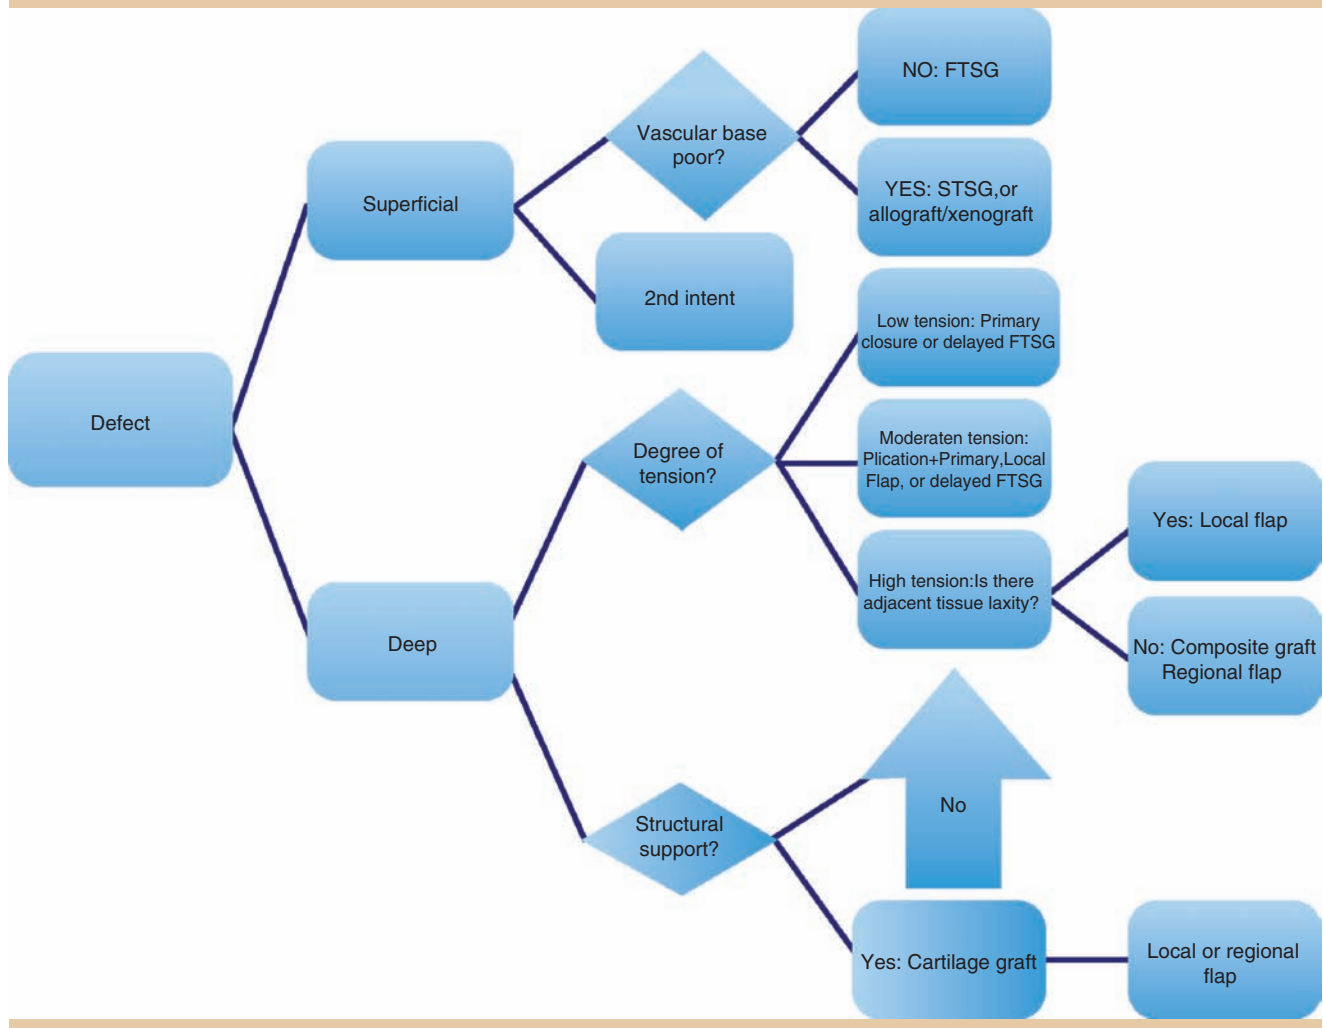 NO: FTSG
Vascular base
poor?
Superficial
YES: STSG,or
allograft/xenograft
2nd intent
Low tension: Primary
closure or delayed FTSG
Defect
Degree of
tension?
Moderaten tension:
Plication+Primary,Local
Flap, or delayed FTSG
Yes: Local flap
High tension:Is there
adjacent tissue laxity?
Deep
No: Composite graft
Regional flap
No
Structural
support?
Yes: Cartilage graft
Local or regional
flap